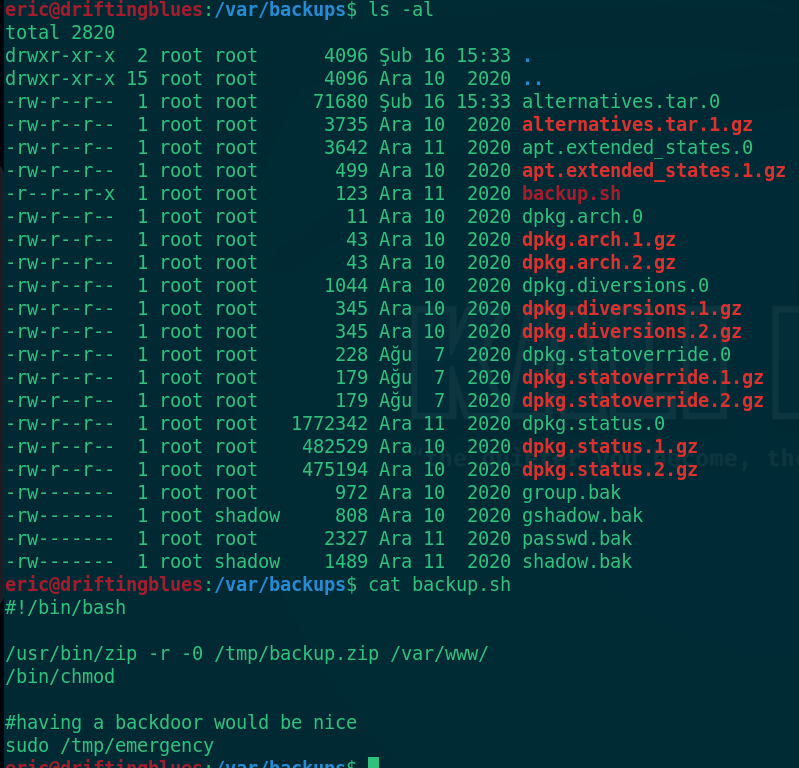 eric@driftingblues:/var/backups$ ls -al
total 2820
drwxr-xr-x  2 root root    4096 Şub 16 15:33 .
drwxr-xr-x 15 root root    4096 Ara 10  2020 ..
-rw-r--r--  1 root root   71680 Şub 16 15:33 alternatives.tar.0
-rw-r--r--  1 root root    3735 Ara 10  2020 alternatives.tar.1.gz
-rw-r--r--  1 root root    3642 Ara 11  2020 apt.extended_states.0
-rw-r--r--  1 root root     499 Ara 10  2020 apt.extended_states.1.gz
-r--r--r-x  1 root root     123 Ara 11  2020 backup.sh
-rw-r--r--  1 root root      11 Ara 10  2020 dpkg.arch.0
-rw-r--r--  1 root root      43 Ara 10  2020 dpkg.arch.1.gz
-rw-r--r--  1 root root      43 Ara 10  2020 dpkg.arch.2.gz
-rw-r--r--  1 root root    1044 Ara 10  2020 dpkg.diversions.0
-rw-r--r--  1 root root     345 Ara 10  2020 dpkg.diversions.1.gz
-rw-r--r--  1 root root     345 Ara 10  2020 dpkg.diversions.2.gz
-rw-r--r--  1 root root     228 Ağu  7  2020 dpkg.statoverride.0
-rw-r--r--  1 root root     179 Ağu  7  2020 dpkg.statoverride.1.gz
-rw-r--r--  1 root root     179 Ağu  7  2020 dpkg.statoverride.2.gz
-rw-r--r--  1 root root 1772342 Ara 11  2020 dpkg.status.0
-rw-r--r--  1 root root  482529 Ara 10  2020 dpkg.status.1.gz
-rw-r--r--  1 root root  475194 Ara 10  2020 dpkg.status.2.gz
-rw-------  1 root root     972 Ara 10  2020 group.bak
-rw-------  1 root shadow   808 Ara 10  2020 gshadow.bak
-rw-------  1 root root    2327 Ara 11  2020 passwd.bak
-rw-------  1 root shadow  1489 Ara 11  2020 shadow.bak
eric@driftingblues:/var/backups$ cat backup.sh
#!/bin/bash
/usr/bin/zip -r -0 /tmp/backup.zip /var/www/
/bin/chmod
#having a backdoor would be nice
sudo /tmp/emergency
eric@driftingblues:/var/backups$